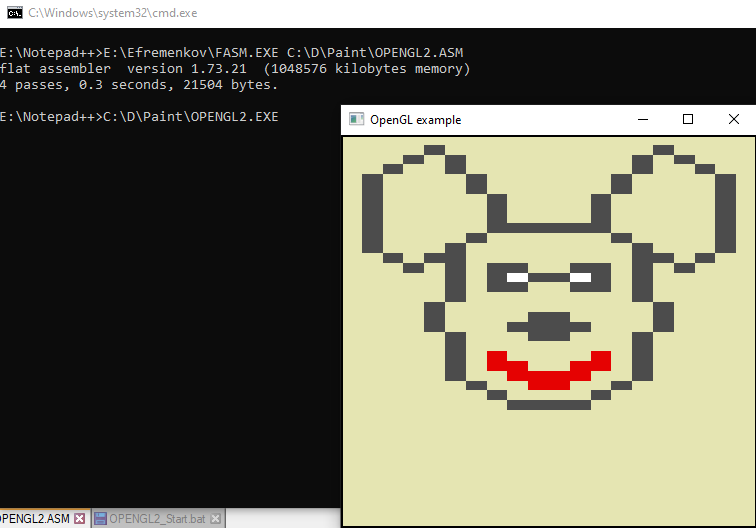 C:\Windows\system32\cmd.exe
E:\Notepad++>E:\Efremenkov\FASM.EXE C:\D\Paint\OPENGL2.ASM
flat assembler version 1.73.21 (1048576 kilobytes memory)
4 passes, 0.3 seconds, 21504 bytes.
E:\Notepad++>C:\D\Paint\OPENGL2.EXE
OpenGL example
OPENGL2.ASM
OPENGL2_Start.bat